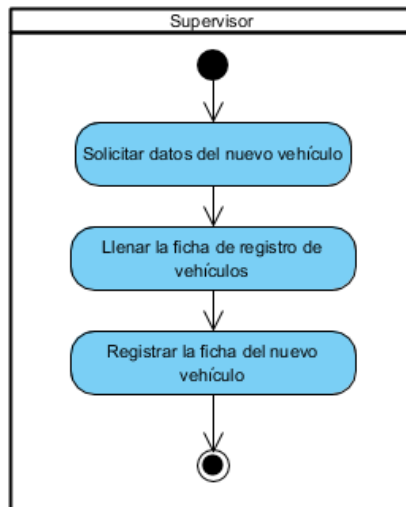 Supervisor
Solicitar datos del nuevo vehículo
Llenar la ficha de registro de
vehículos
Registrar la ficha del nuevo
vehículo